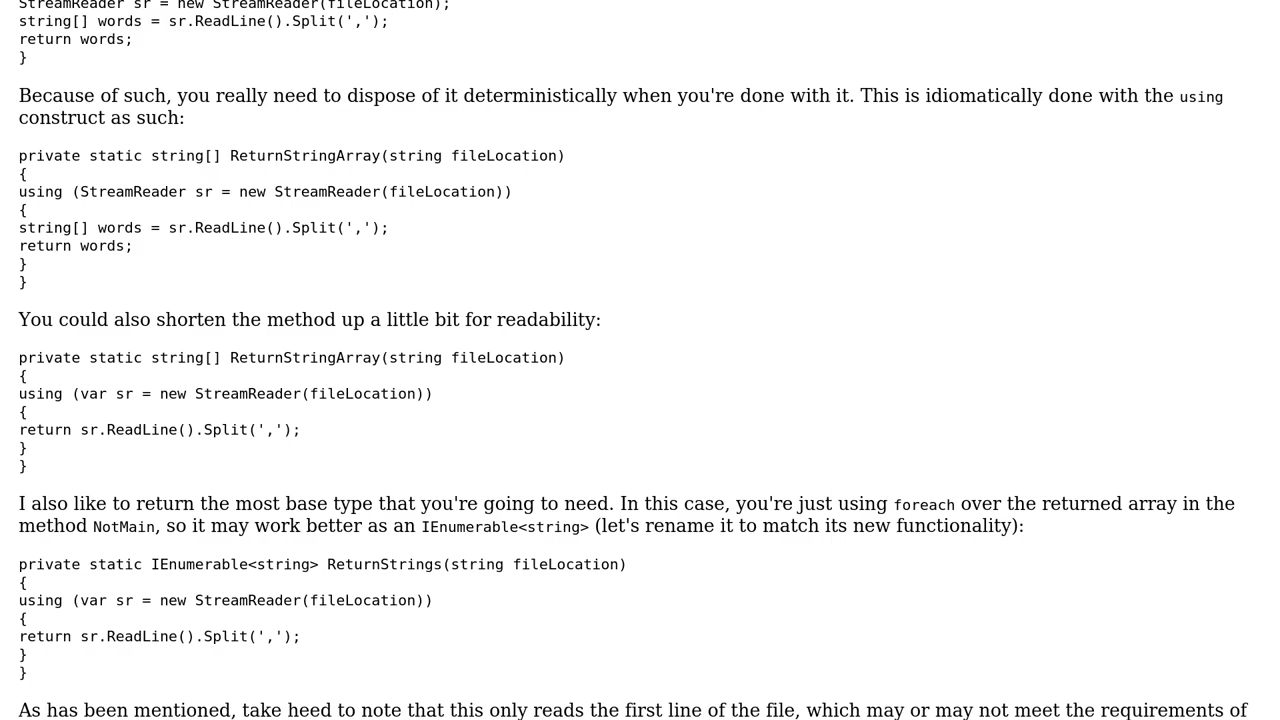 StreamReader sr = new StreamReader(fileLocation);
string[] words = sr.ReadLine().Split(',');
return words;
}
Because of such, you really need to dispose of it deterministically when you're done with it. This is idiomatically done with the using
construct as such:
private static string[] ReturnStringArray(string fileLocation)
{
using (StreamReader sr = new StreamReader(fileLocation))
{
string[] words = sr.ReadLine().Split(',');
return words;
}
}
You could also shorten the method up a little bit for readability:
private static string[] ReturnStringArray(string fileLocation)
{
using (var sr = new StreamReader(fileLocation))
{
return sr.ReadLine().Split(',');
}
}
I also like to return the most base type that you're going to need. In this case, you're just using foreach over the returned array in the
method NotMain, so it may work better as an IEnumerable<string> (let's rename it to match its new functionality):
private static IEnumerable<string> ReturnStrings(string fileLocation)
{
using (var sr = new StreamReader(fileLocation))
{
return sr.ReadLine().Split(',');
}
}
As has been mentioned, take heed to note that this only reads the first line of the file, which may or may not meet the requirements of